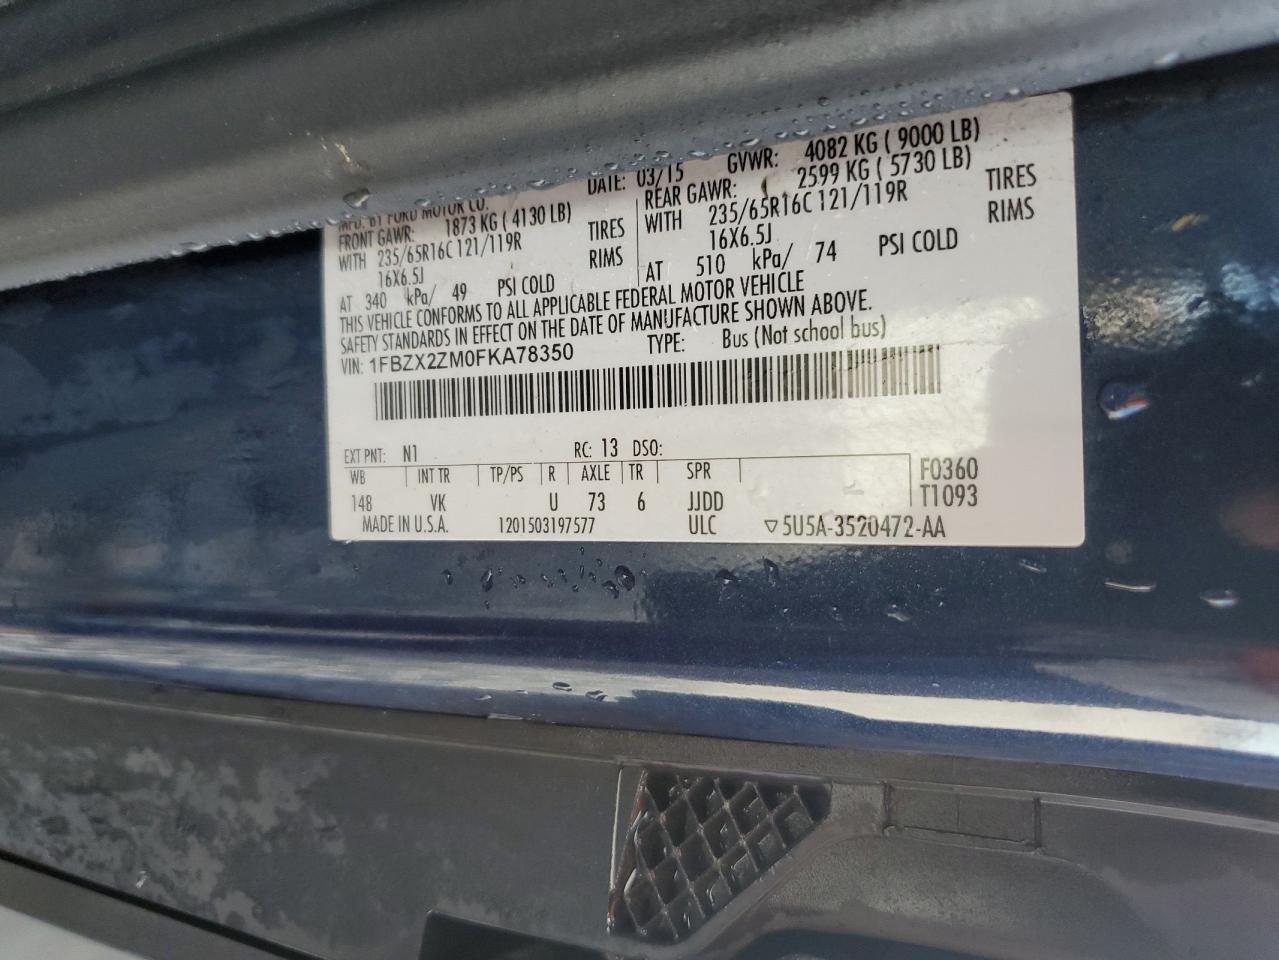 MFD. BY FORD MOTOR CO.
DATE: 03/15 GVWR: 4082 KG ( 9000 LB)
FRONT GAWR: 1873 KG ( 4130 LB)
REAR GAWR: 2599 KG ( 5730 LB)
WITH 235/65R16C 121/119R TIRES
WITH 235/65R16C 121/119R TIRES
16X6.5J RIMS
16X6.5J RIMS
AT 340 kPa/ 49 PSI COLD
AT 510 kPa/ 74 PSI COLD
THIS VEHICLE CONFORMS TO ALL APPLICABLE FEDERAL MOTOR VEHICLE
SAFETY STANDARDS IN EFFECT ON THE DATE OF MANUFACTURE SHOWN ABOVE.
VIN: 1FBZX2ZM0FKA78350 TYPE: Bus (Not school bus)
EXT PNT: N1 RC: 13 DSO:
WB INT TR TP/PS R AXLE TR SPR F0360
148 VK U 73 6 JJDD T1093
MADE IN U.S.A. 1201503197577 ULC ▽5U5A-3520472-AA